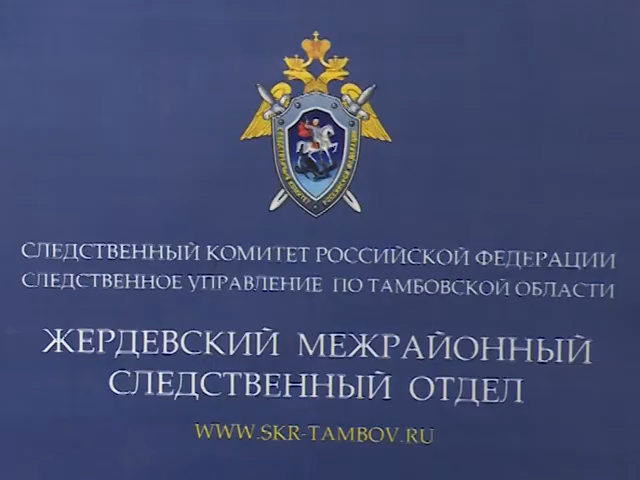 СЛЕДСТВЕННЫЙ КОМИТЕТ РОССИЙСКОЙ ФЕДЕРАЦИИ
СЛЕДСТВЕННОЕ УПРАВЛЕНИЕ ПО ТАМБОВСКОЙ ОБЛАСТИ
ЖЕРДЕВСКИЙ МЕЖРАЙОННЫЙ
СЛЕДСТВЕННЫЙ ОТДЕЛ
WWW.SKR-TAMBOV.RU